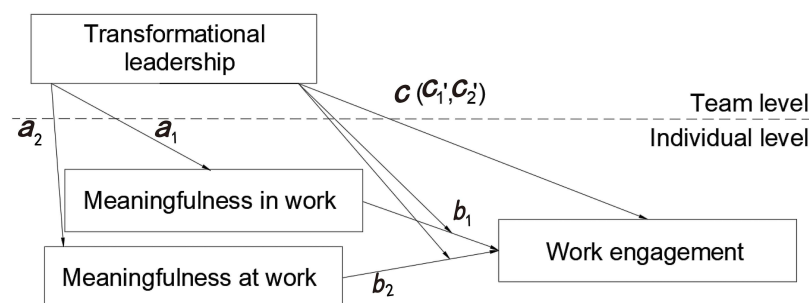 Transformational
leadership
c (c₁′,c₂′)
Team level
a₂
a₁
Individual level
Meaningfulness in work
b₁
Work engagement
Meaningfulness at work
b₂